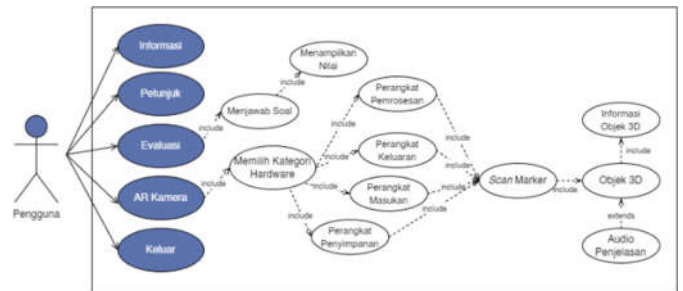 Informasi
Petunjuk
Evaluasi
AR Kamera
Keluar
Pengguna
include
Menjawab Soal
include
Menampilkan
Nilai
include
Memilih Kategori
Hardware
include
include
include
include
Perangkat
Pemrosesan
Perangkat
Keluaran
Perangkat
Masukan
Perangkat
Penyimpanan
include
include
include
include
Scan Marker
include
Objek 3D
include
Informasi
Objek 3D
extends
Audio
Penjelasan